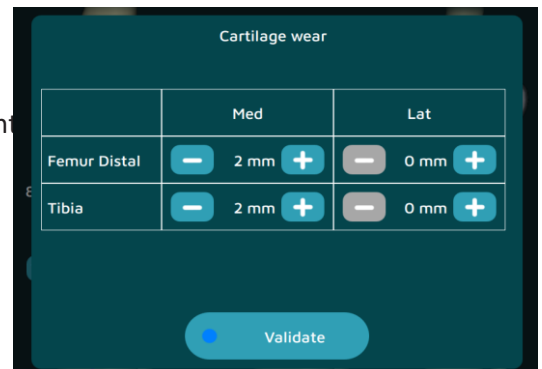 Cartilage wear
Med Lat
Femur Distal 2 mm 0 mm
Tibia 2 mm 0 mm
Validate